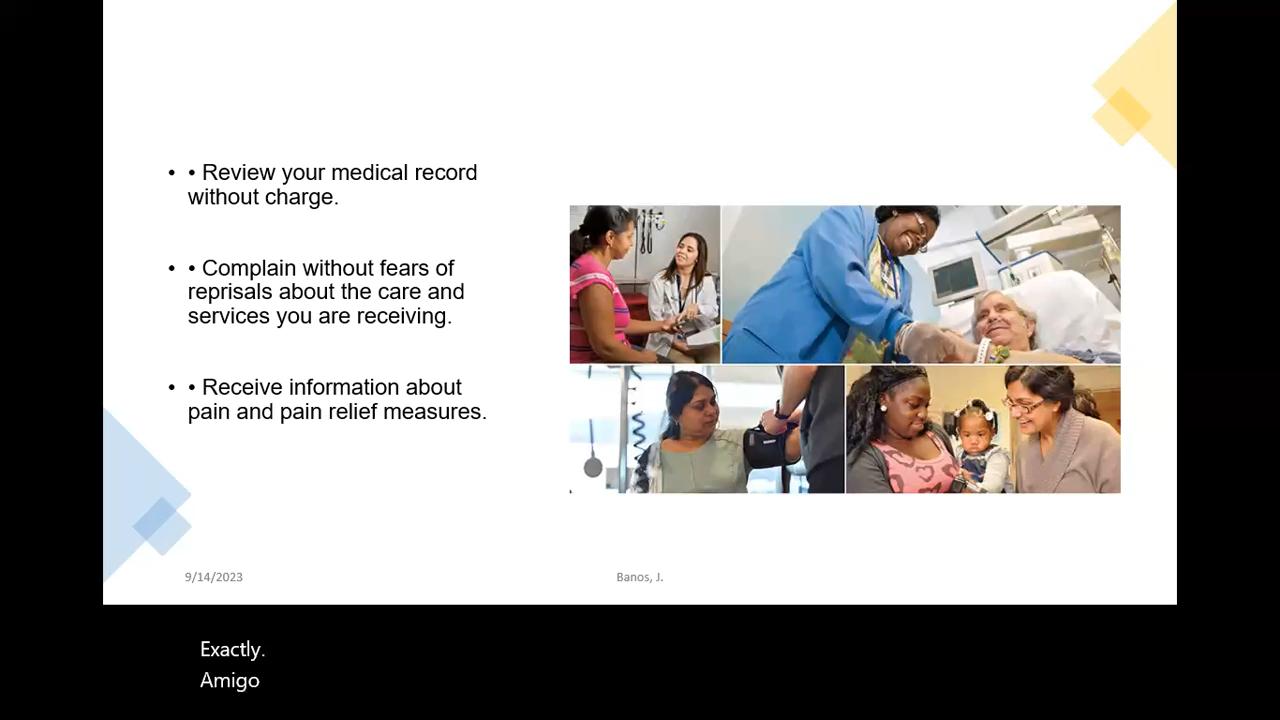 • • Review your medical record
without charge.
• • Complain without fears of
reprisals about the care and
services you are receiving.
• • Receive information about
pain and pain relief measures.
9/14/2023
Banos, J.
Exactly.
Amigo